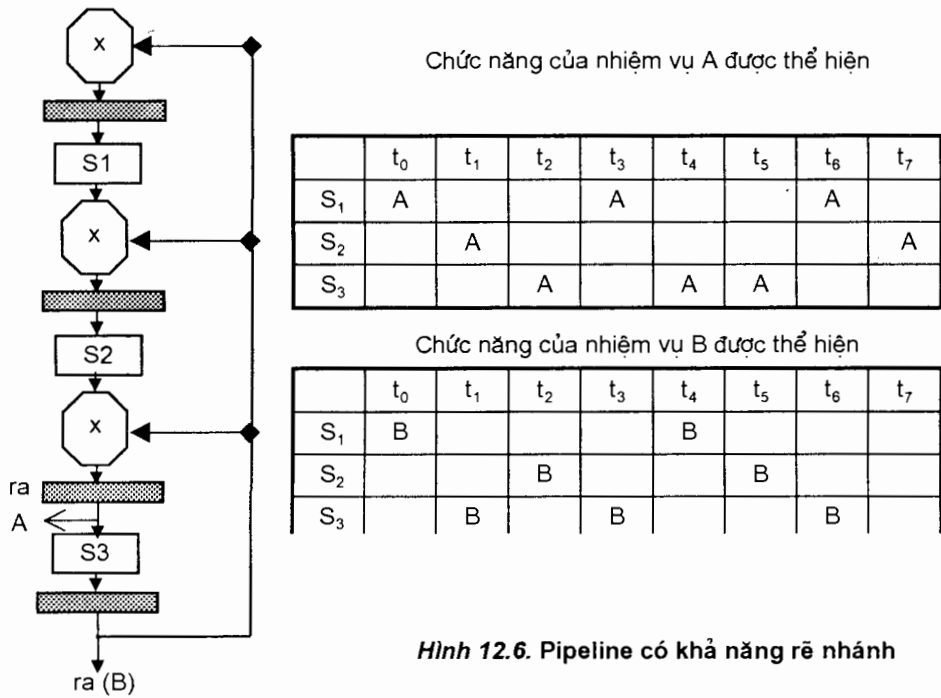 x
S1
x
S2
x
ra
A
S3
ra (B)
Chức năng của nhiệm vụ A được thể hiện
t0 t1 t2 t3 t4 t5 t6 t7
S1 A A A
S2 A A
S3 A A A
Chức năng của nhiệm vụ B được thể hiện
t0 t1 t2 t3 t4 t5 t6 t7
S1 B B
S2 B B
S3 B B B
Hình 12.6. Pipeline có khả năng rẽ nhánh